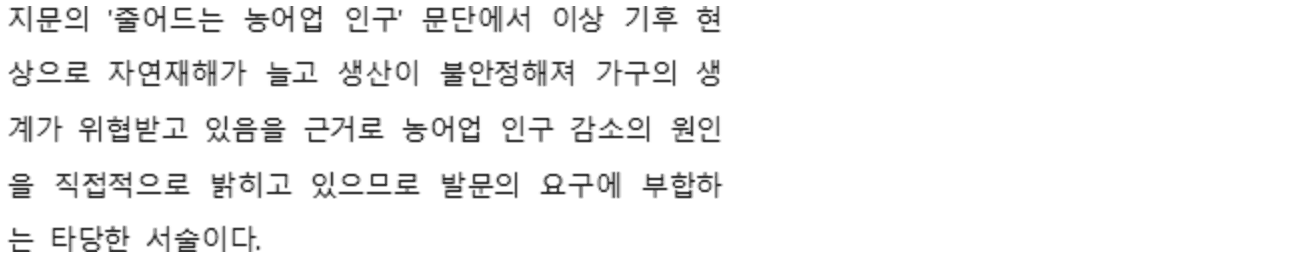 지문의 '줄어드는 농어업 인구' 문단에서 이상 기후 현
상으로 자연재해가 늘고 생산이 불안정해져 가구의 생
계가 위협받고 있음을 근거로 농어업 인구 감소의 원인
을 직접적으로 밝히고 있으므로 발문의 요구에 부합하
는 타당한 서술이다.